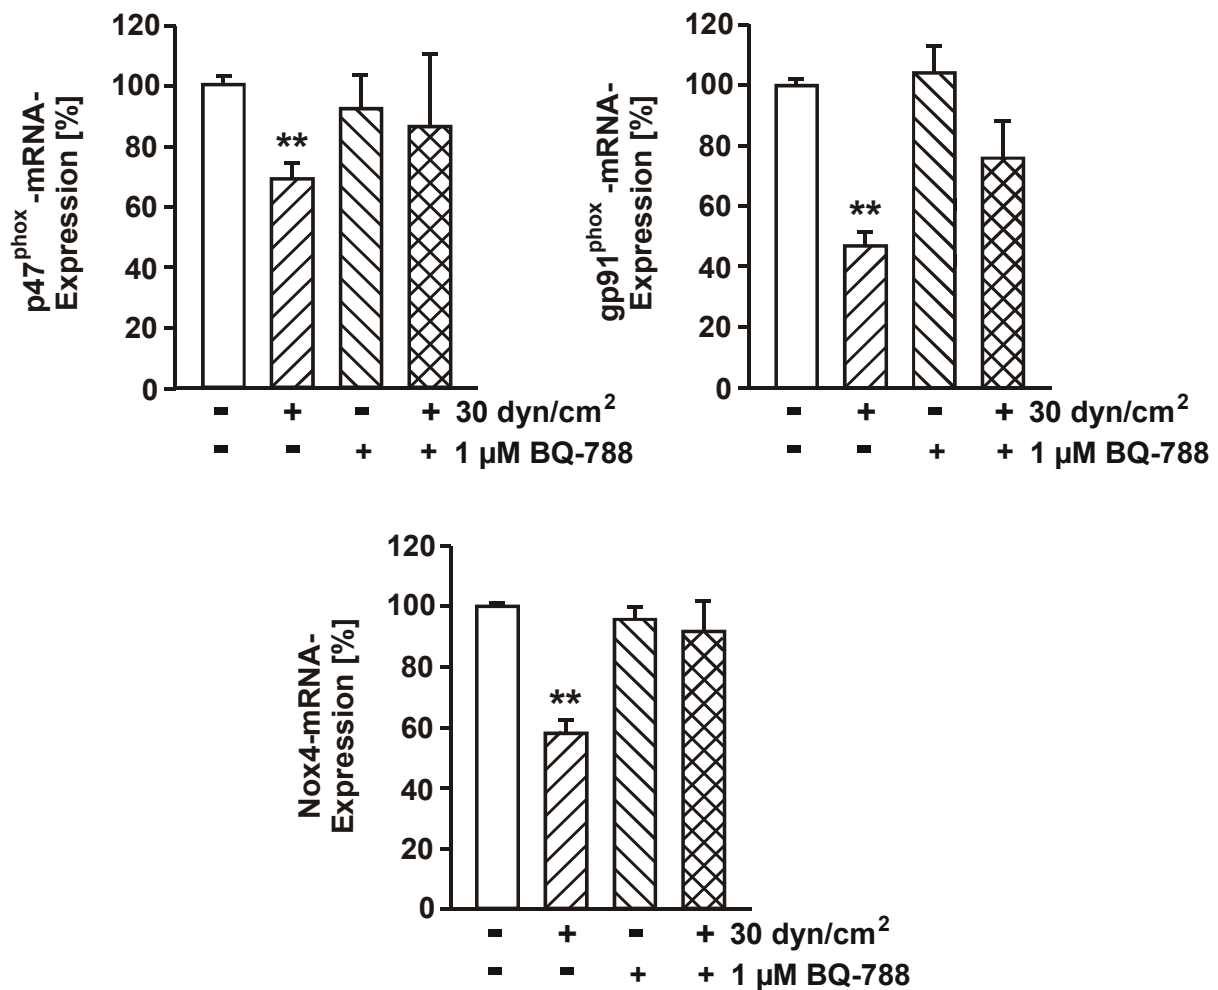 p47phox -mRNA-
Expression [%]
120
100
80
60
40
20
0
**
- + - + 30 dyn/cm2
- - + + 1 µM BQ-788
gp91phox -mRNA-
Expression [%]
120
100
80
60
40
20
0
**
- + - + 30 dyn/cm2
- - + + 1 µM BQ-788
Nox4-mRNA-
Expression [%]
120
100
80
60
40
20
0
**
- + - + 30 dyn/cm2
- - + + 1 µM BQ-788